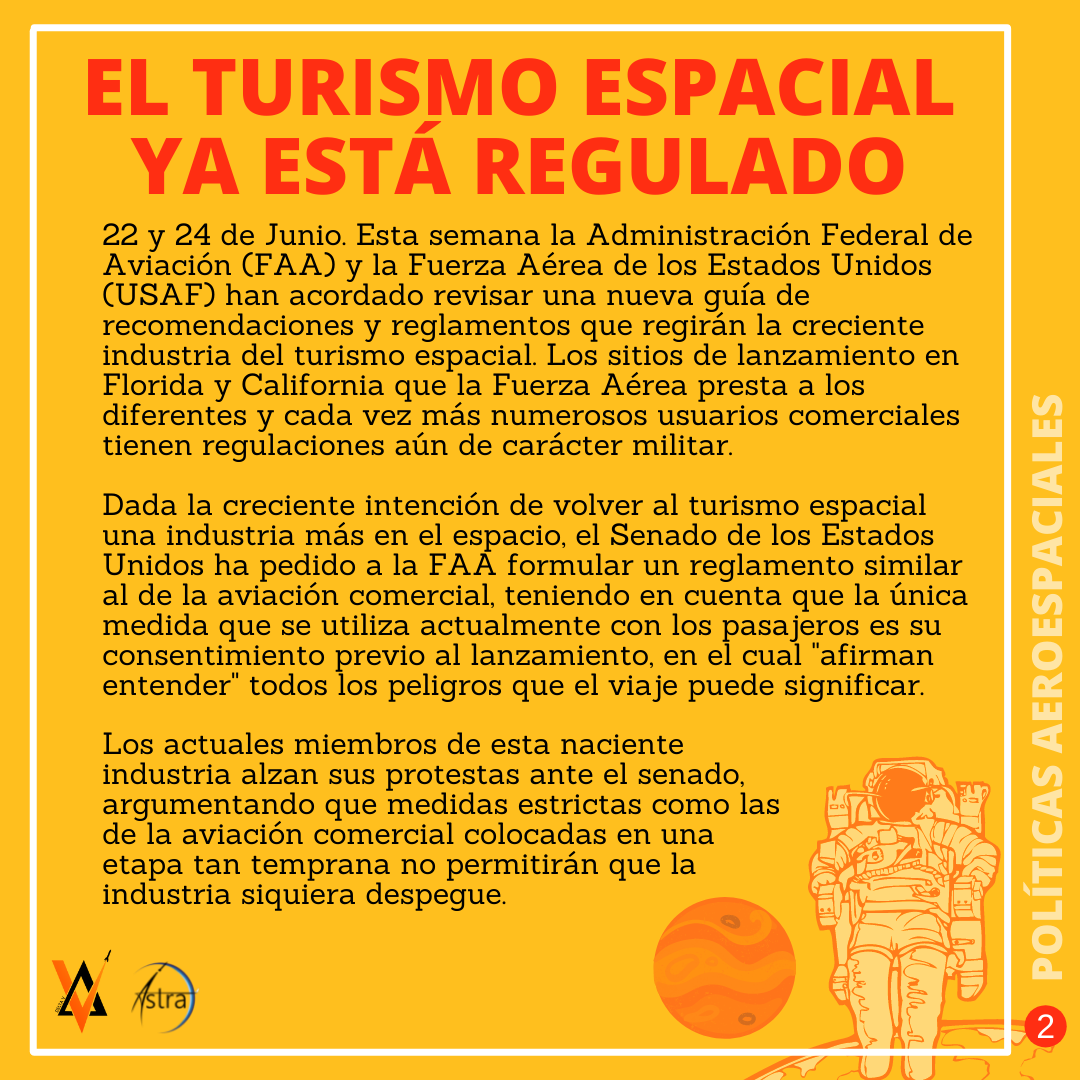 EL TURISMO ESPACIAL
YA ESTÁ REGULADO
22 y 24 de Junio. Esta semana la Administración Federal de
Aviación (FAA) y la Fuerza Aérea de los Estados Unidos
(USAF) han acordado revisar una nueva guía de
recomendaciones y reglamentos que regirán la creciente
industria del turismo espacial. Los sitios de lanzamiento en
Florida y California que la Fuerza Aérea presta a los
diferentes y cada vez más numerosos usuarios comerciales
tienen regulaciones aún de carácter militar.
Dada la creciente intención de volver al turismo espacial
una industria más en el espacio, el Senado de los Estados
Unidos ha pedido a la FAA formular un reglamento similar
al de la aviación comercial, teniendo en cuenta que la única
medida que se utiliza actualmente con los pasajeros es su
consentimiento previo al lanzamiento, en el cual "afirman
entender" todos los peligros que el viaje puede significar.
Los actuales miembros de esta naciente
industria alzan sus protestas ante el senado,
argumentando que medidas estrictas como las
de la aviación comercial colocadas en una
etapa tan temprana no permitirán que la
industria siquiera despegue.
Astra
POLÍTICAS AEROESPACIALES
2